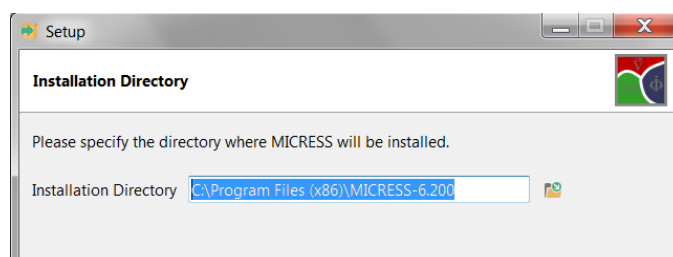 Setup
Installation Directory
Please specify the directory where MICRESS will be installed.
Installation Directory C:\Program Files (x86)\MICRESS-6.200